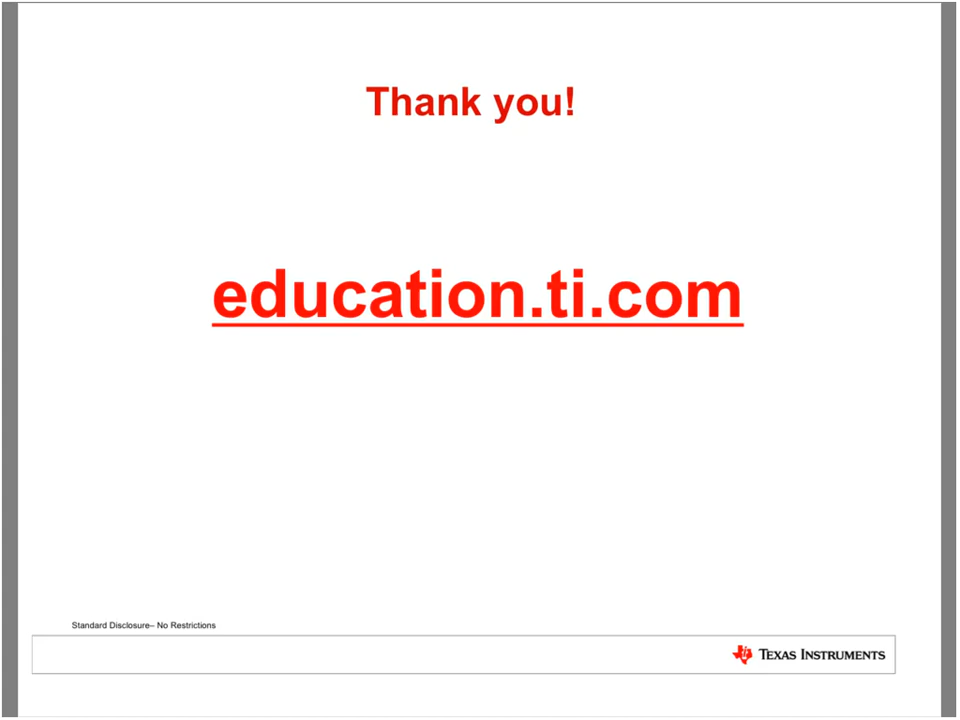 Thank you!
education.ti.com
Standard Disclosure– No Restrictions
TEXAS INSTRUMENTS